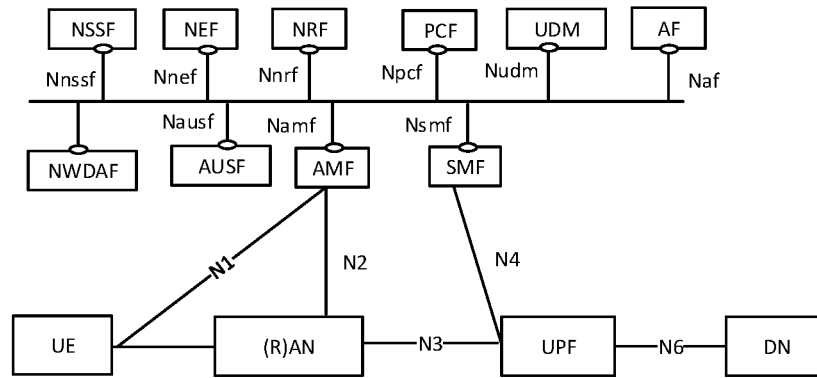 NSSF NEF NRF PCF UDM AF
Nnssf Nnef Nnrf Npcf Nudm Naf
Nausf Namf Nsmf
NWDAF AUSF AMF SMF
N1 N2 N4
UE (R)AN N3 UPF N6 DN